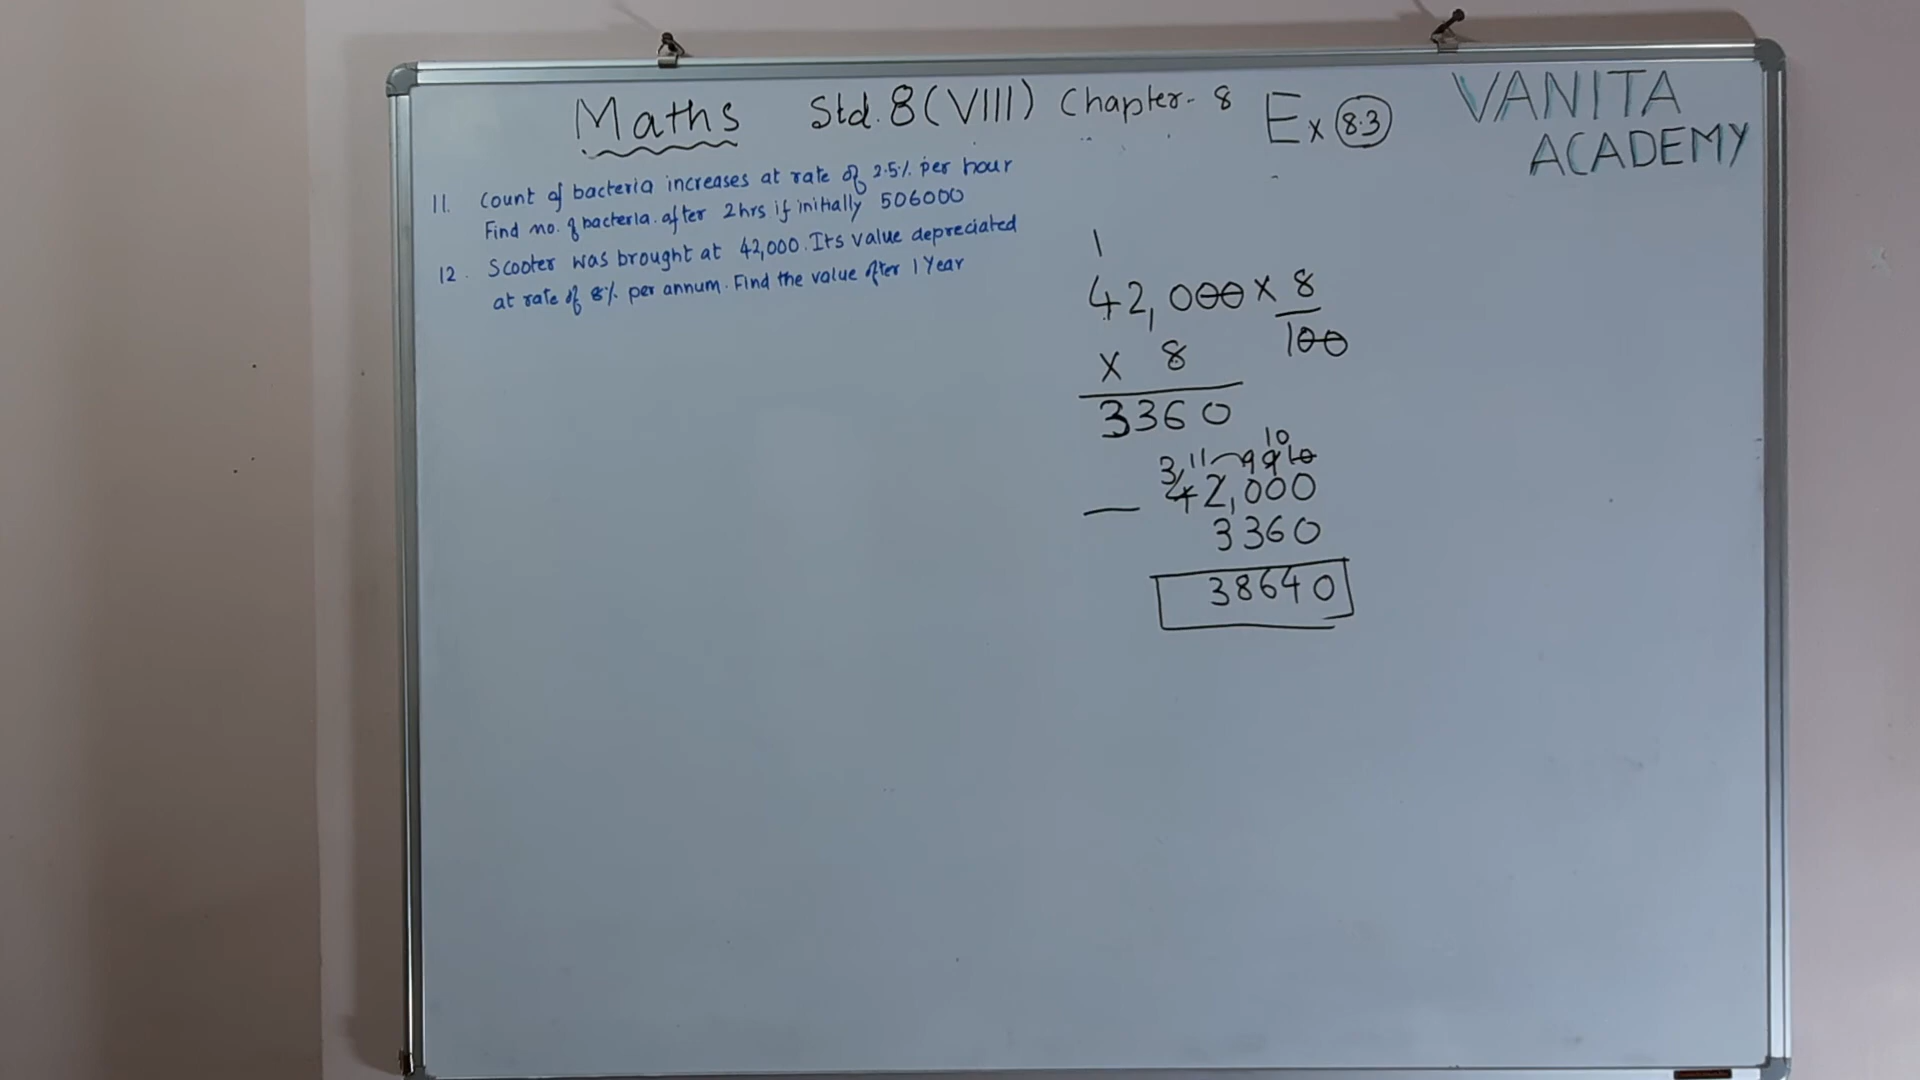 Maths Std. 8 (VIII) Chapter- 8 Ex 8.3
VANITA
ACADEMY
11. Count of bacteria increases at rate of 2.5% per hour
Find no. of bacteria. after 2hrs if initially 506000
12. Scooter was brought at 42,000. Its value depreciated
at rate of 8% per annum. Find the value after 1 Year
1
42,000 x 8
100
x 8
3360
10
3 11 9 9 10
42,000
—
3360
38640